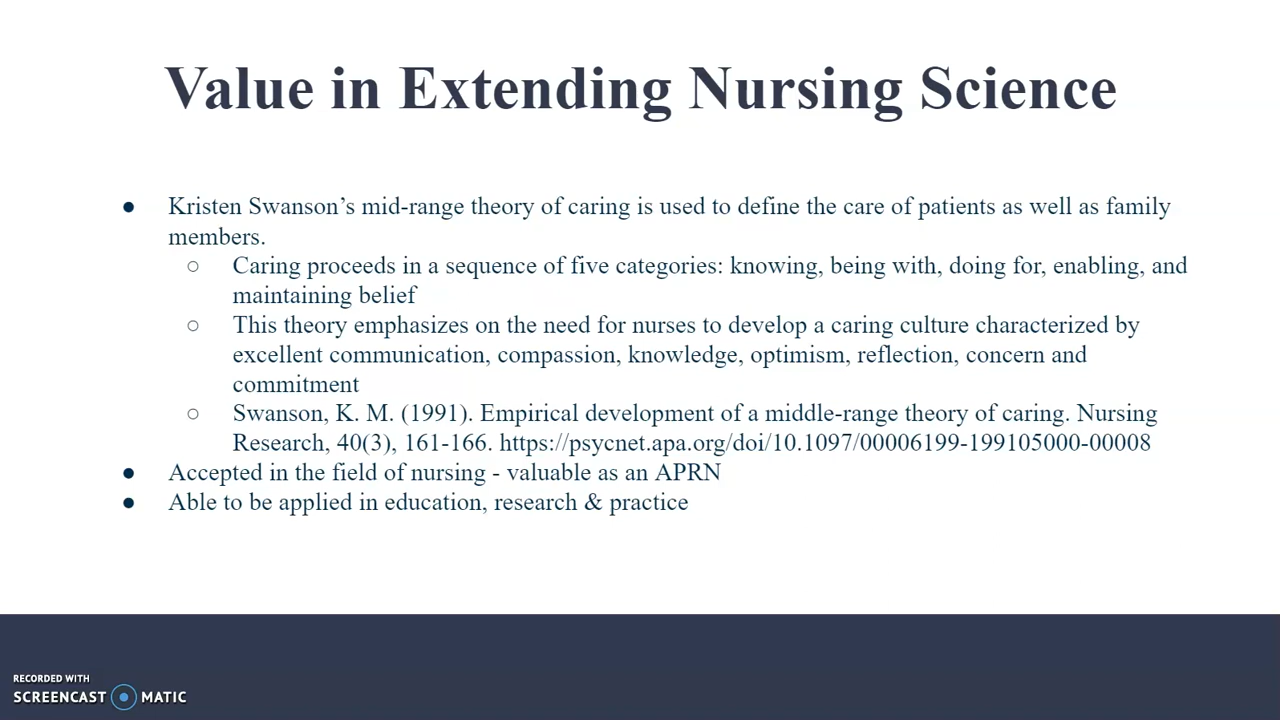 Value in Extending Nursing Science
● Kristen Swanson’s mid-range theory of caring is used to define the care of patients as well as family
members.
○ Caring proceeds in a sequence of five categories: knowing, being with, doing for, enabling, and
maintaining belief
○ This theory emphasizes on the need for nurses to develop a caring culture characterized by
excellent communication, compassion, knowledge, optimism, reflection, concern and
commitment
○ Swanson, K. M. (1991). Empirical development of a middle-range theory of caring. Nursing
Research, 40(3), 161-166. https://psycnet.apa.org/doi/10.1097/00006199-199105000-00008
● Accepted in the field of nursing - valuable as an APRN
● Able to be applied in education, research & practice
RECORDED WITH
SCREENCAST MATIC